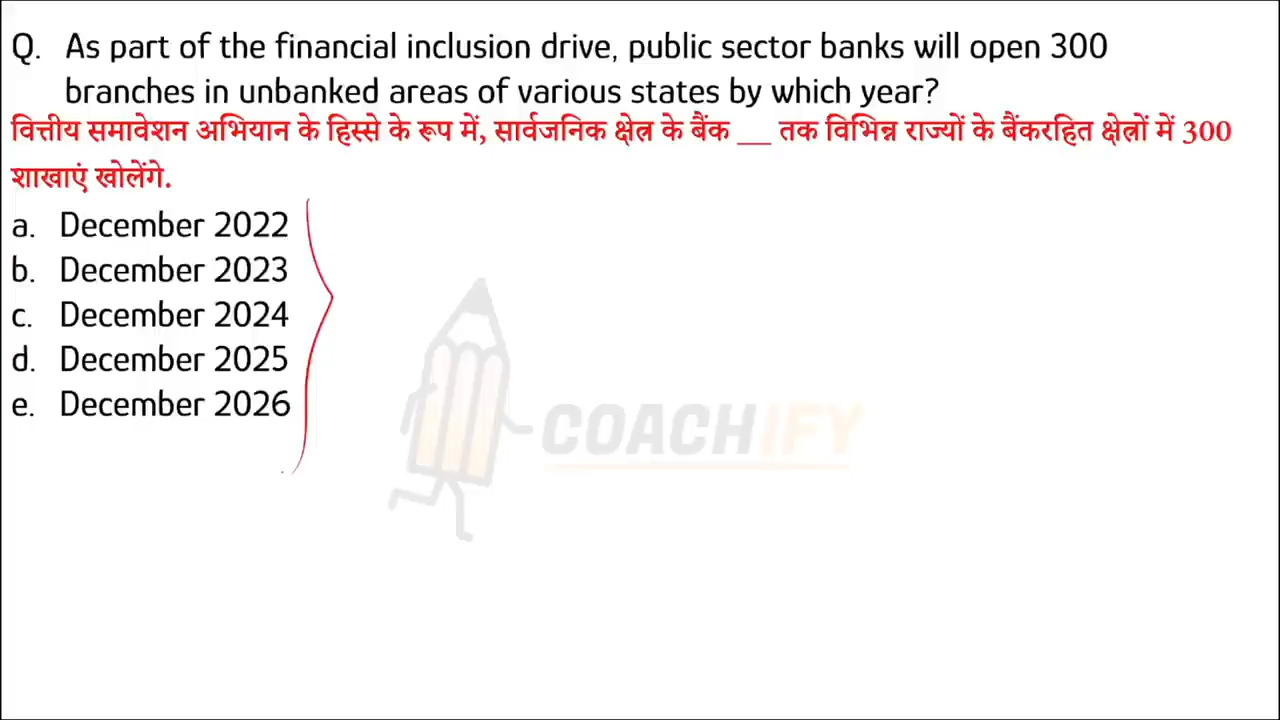 Q. As part of the financial inclusion drive, public sector banks will open 300
branches in unbanked areas of various states by which year?
वित्तीय समावेशन अभियान के हिस्से के रूप में, सार्वजनिक क्षेत्र के बैंक __ तक विभिन्न राज्यों के बैंकरहित क्षेत्रों में 300
शाखाएं खोलेंगे.
a. December 2022
b. December 2023
c. December 2024
d. December 2025
e. December 2026
COACHIFY